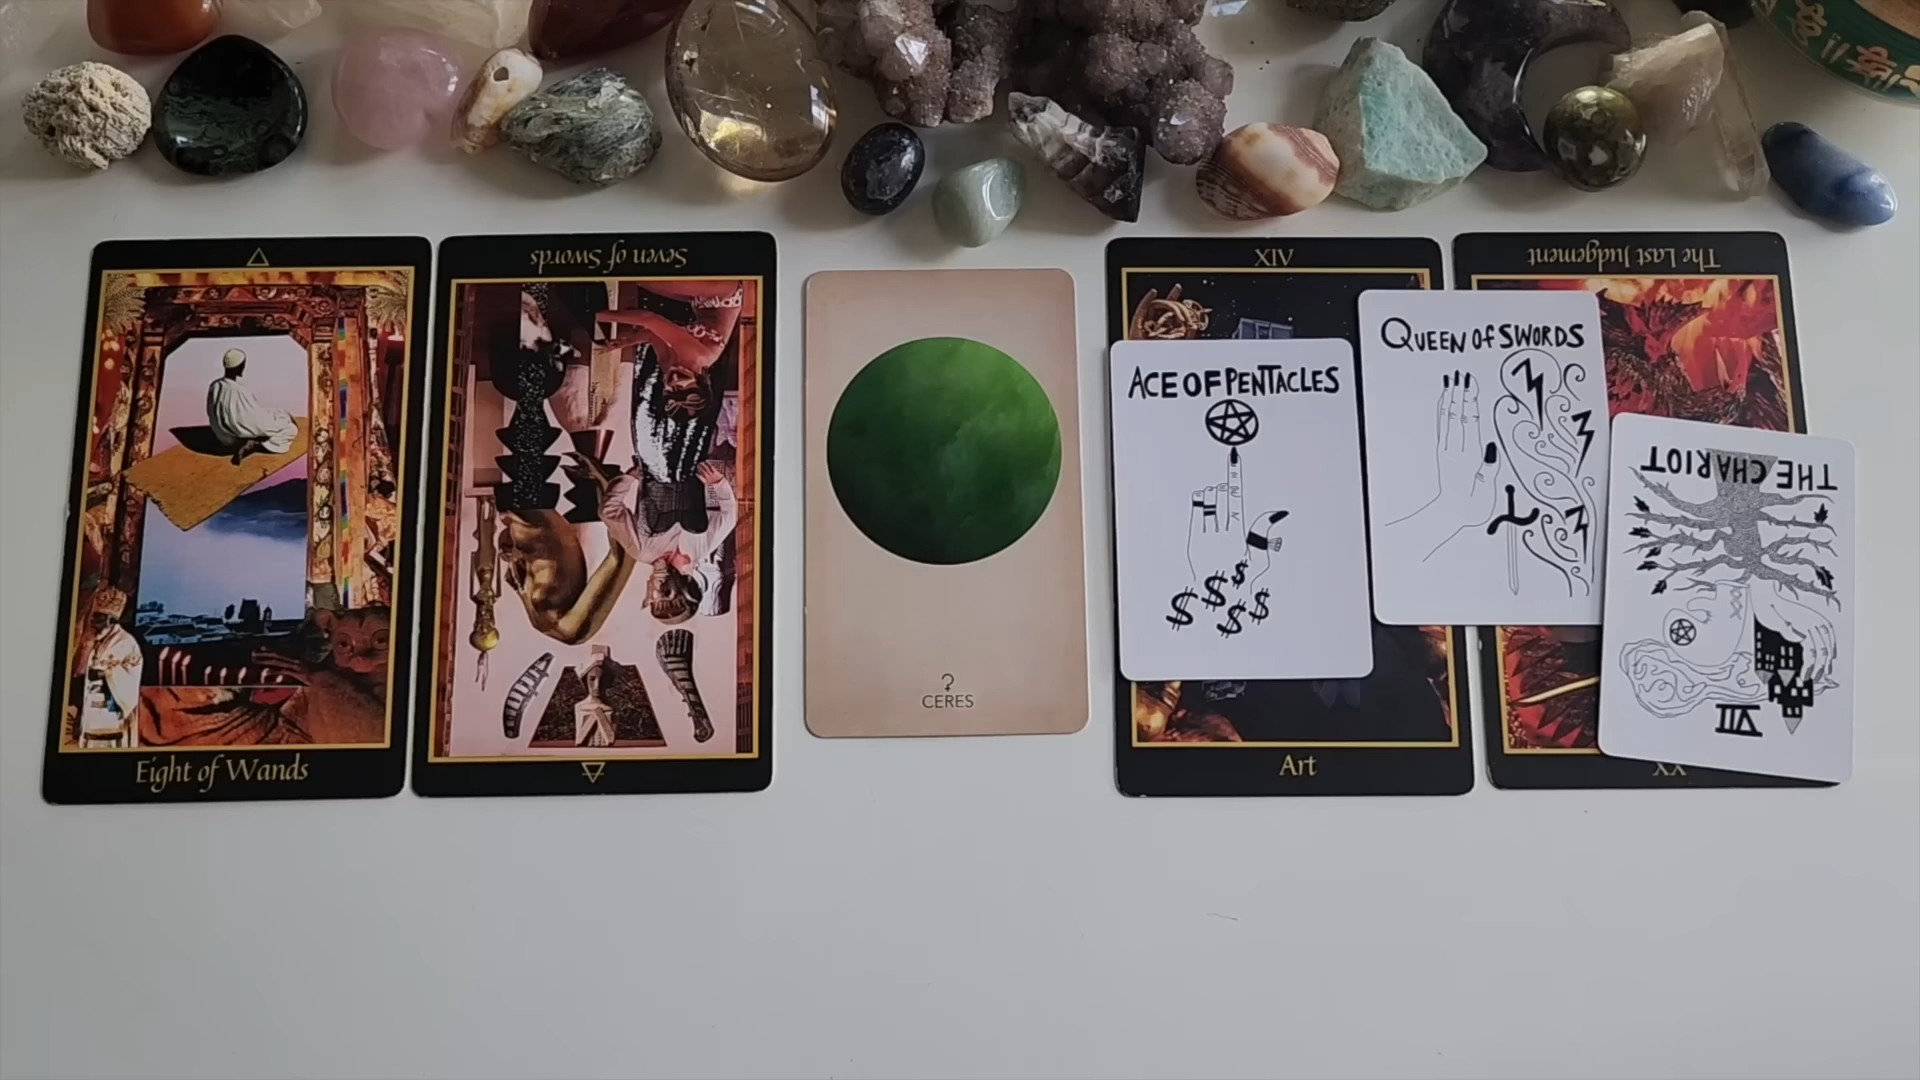 Eight of Wands
Seven of Swords
CERES
XIV
Art
ACE OF PENTACLES
$ $ $ $ $
QUEEN OF SWORDS
The Last Judgement
XX
THE CHARIOT
VII